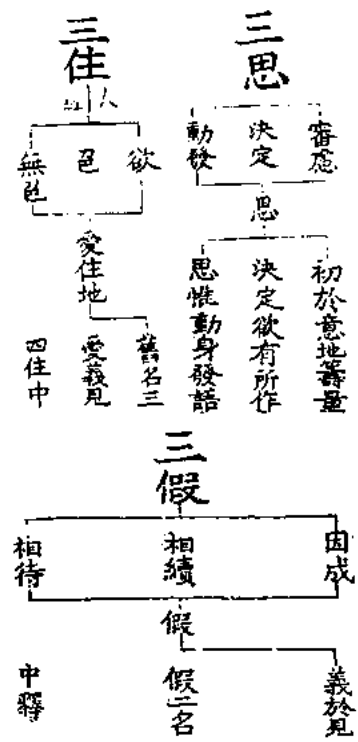 三思
審慮
決定
動發
思
初於意地籌量
決定欲有所作
思惟動身發語
三住
欲
色
無色
愛住地
舊名三
愛義見
四住中
三假
因成
相續
相待
假
義於見
假二名
中釋